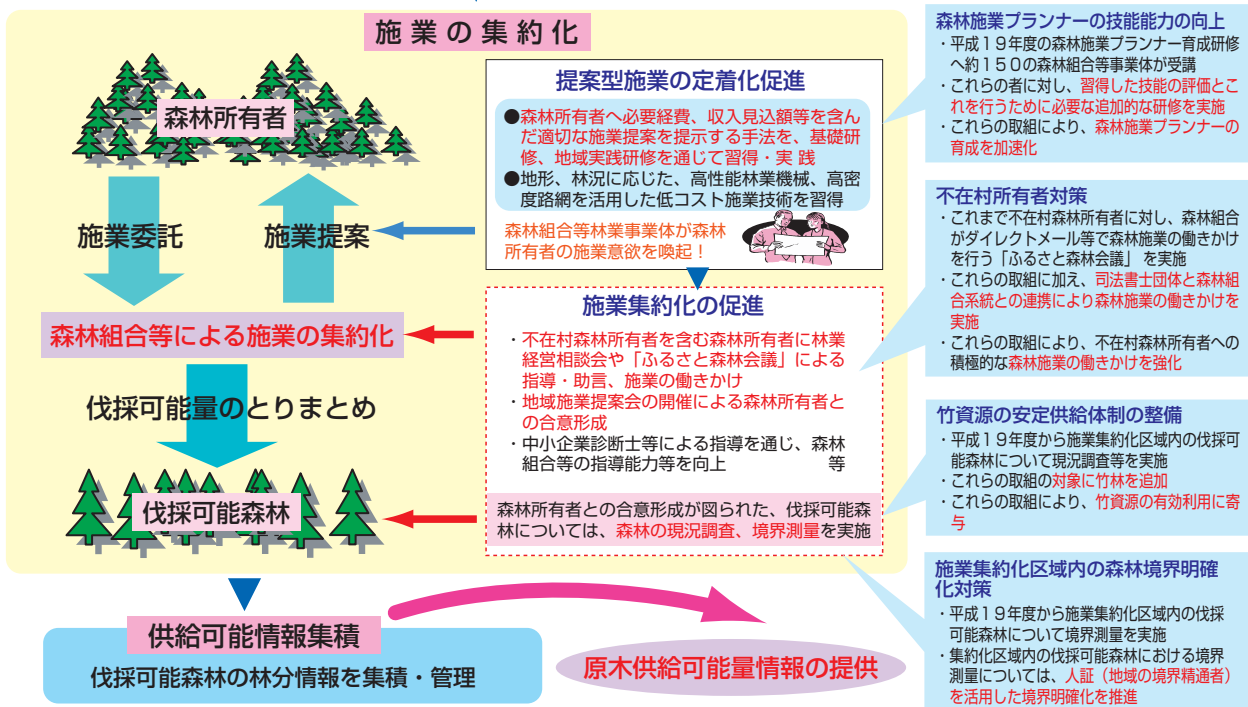 施業の集約化
森林所有者
施業委託
施業提案
森林組合等による施業の集約化
伐採可能量のとりまとめ
伐採可能森林
提案型施業の定着化促進
●森林所有者へ必要経費、収入見込額等を含ん
だ適切な施業提案を提示する手法を、基礎研
修、地域実践研修を通じて習得・実 践
●地形、林況に応じた、高性能林業機械、高密
度路網を活用した低コスト施業技術を習得
森林組合等林業事業体が森林
所有者の施業意欲を喚起！
施業集約化の促進
・不在村森林所有者を含む森林所有者に林業
経営相談会や「ふるさと森林会議」による
指導・助言、施業の働きかけ
・地域施業提案会の開催による森林所有者と
の合意形成
・中小企業診断士等による指導を通じ、森林
組合等の指導能力等を向上 等
森林所有者との合意形成が図られた、伐採可能森
林については、森林の現況調査、境界測量を実施
供給可能情報集積
伐採可能森林の林分情報を集積・管理
原木供給可能量情報の提供
森林施業プランナーの技能能力の向上
・平成１９年度の森林施業プランナー育成研修
へ約１５０の森林組合等事業体が受講
・これらの者に対し、習得した技能の評価とこ
れを行うために必要な追加的な研修を実施
・これらの取組により、森林施業プランナーの
育成を加速化
不在村所有者対策
・これまで不在村森林所有者に対し、森林組合
がダイレクトメール等で森林施業の働きかけ
を行う「ふるさと森林会議」 を実施
・これらの取組に加え、司法書士団体と森林組
合系統との連携により森林施業の働きかけを
実施
・これらの取組により、不在村森林所有者への
積極的な森林施業の働きかけを強化
竹資源の安定供給体制の整備
・平成１９年度から施業集約化区域内の伐採可
能森林について現況調査等を実施
・これらの取組の対象に竹林を追加
・これらの取組により、竹資源の有効利用に寄
与
施業集約化区域内の森林境界明確
化対策
・平成１９年度から施業集約化区域内の伐採
可能森林について境界測量を実施
・集約化区域内の伐採可能森林における境界
測量については、人証（地域の境界精通者）
を活用した境界明確化を推進